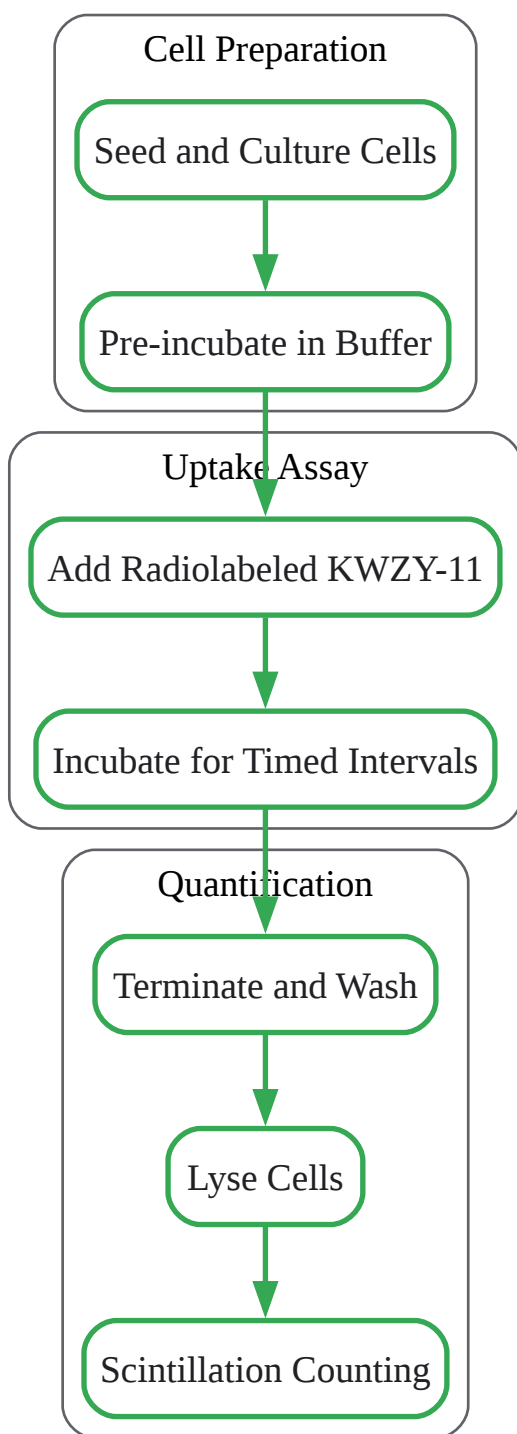 Cell Preparation
Seed and Culture Cells
Pre-incubate in Buffer
Uptake Assay
Add Radiolabeled KWZY-11
Incubate for Timed Intervals
Quantification
Terminate and Wash
Lyse Cells
Scintillation Counting